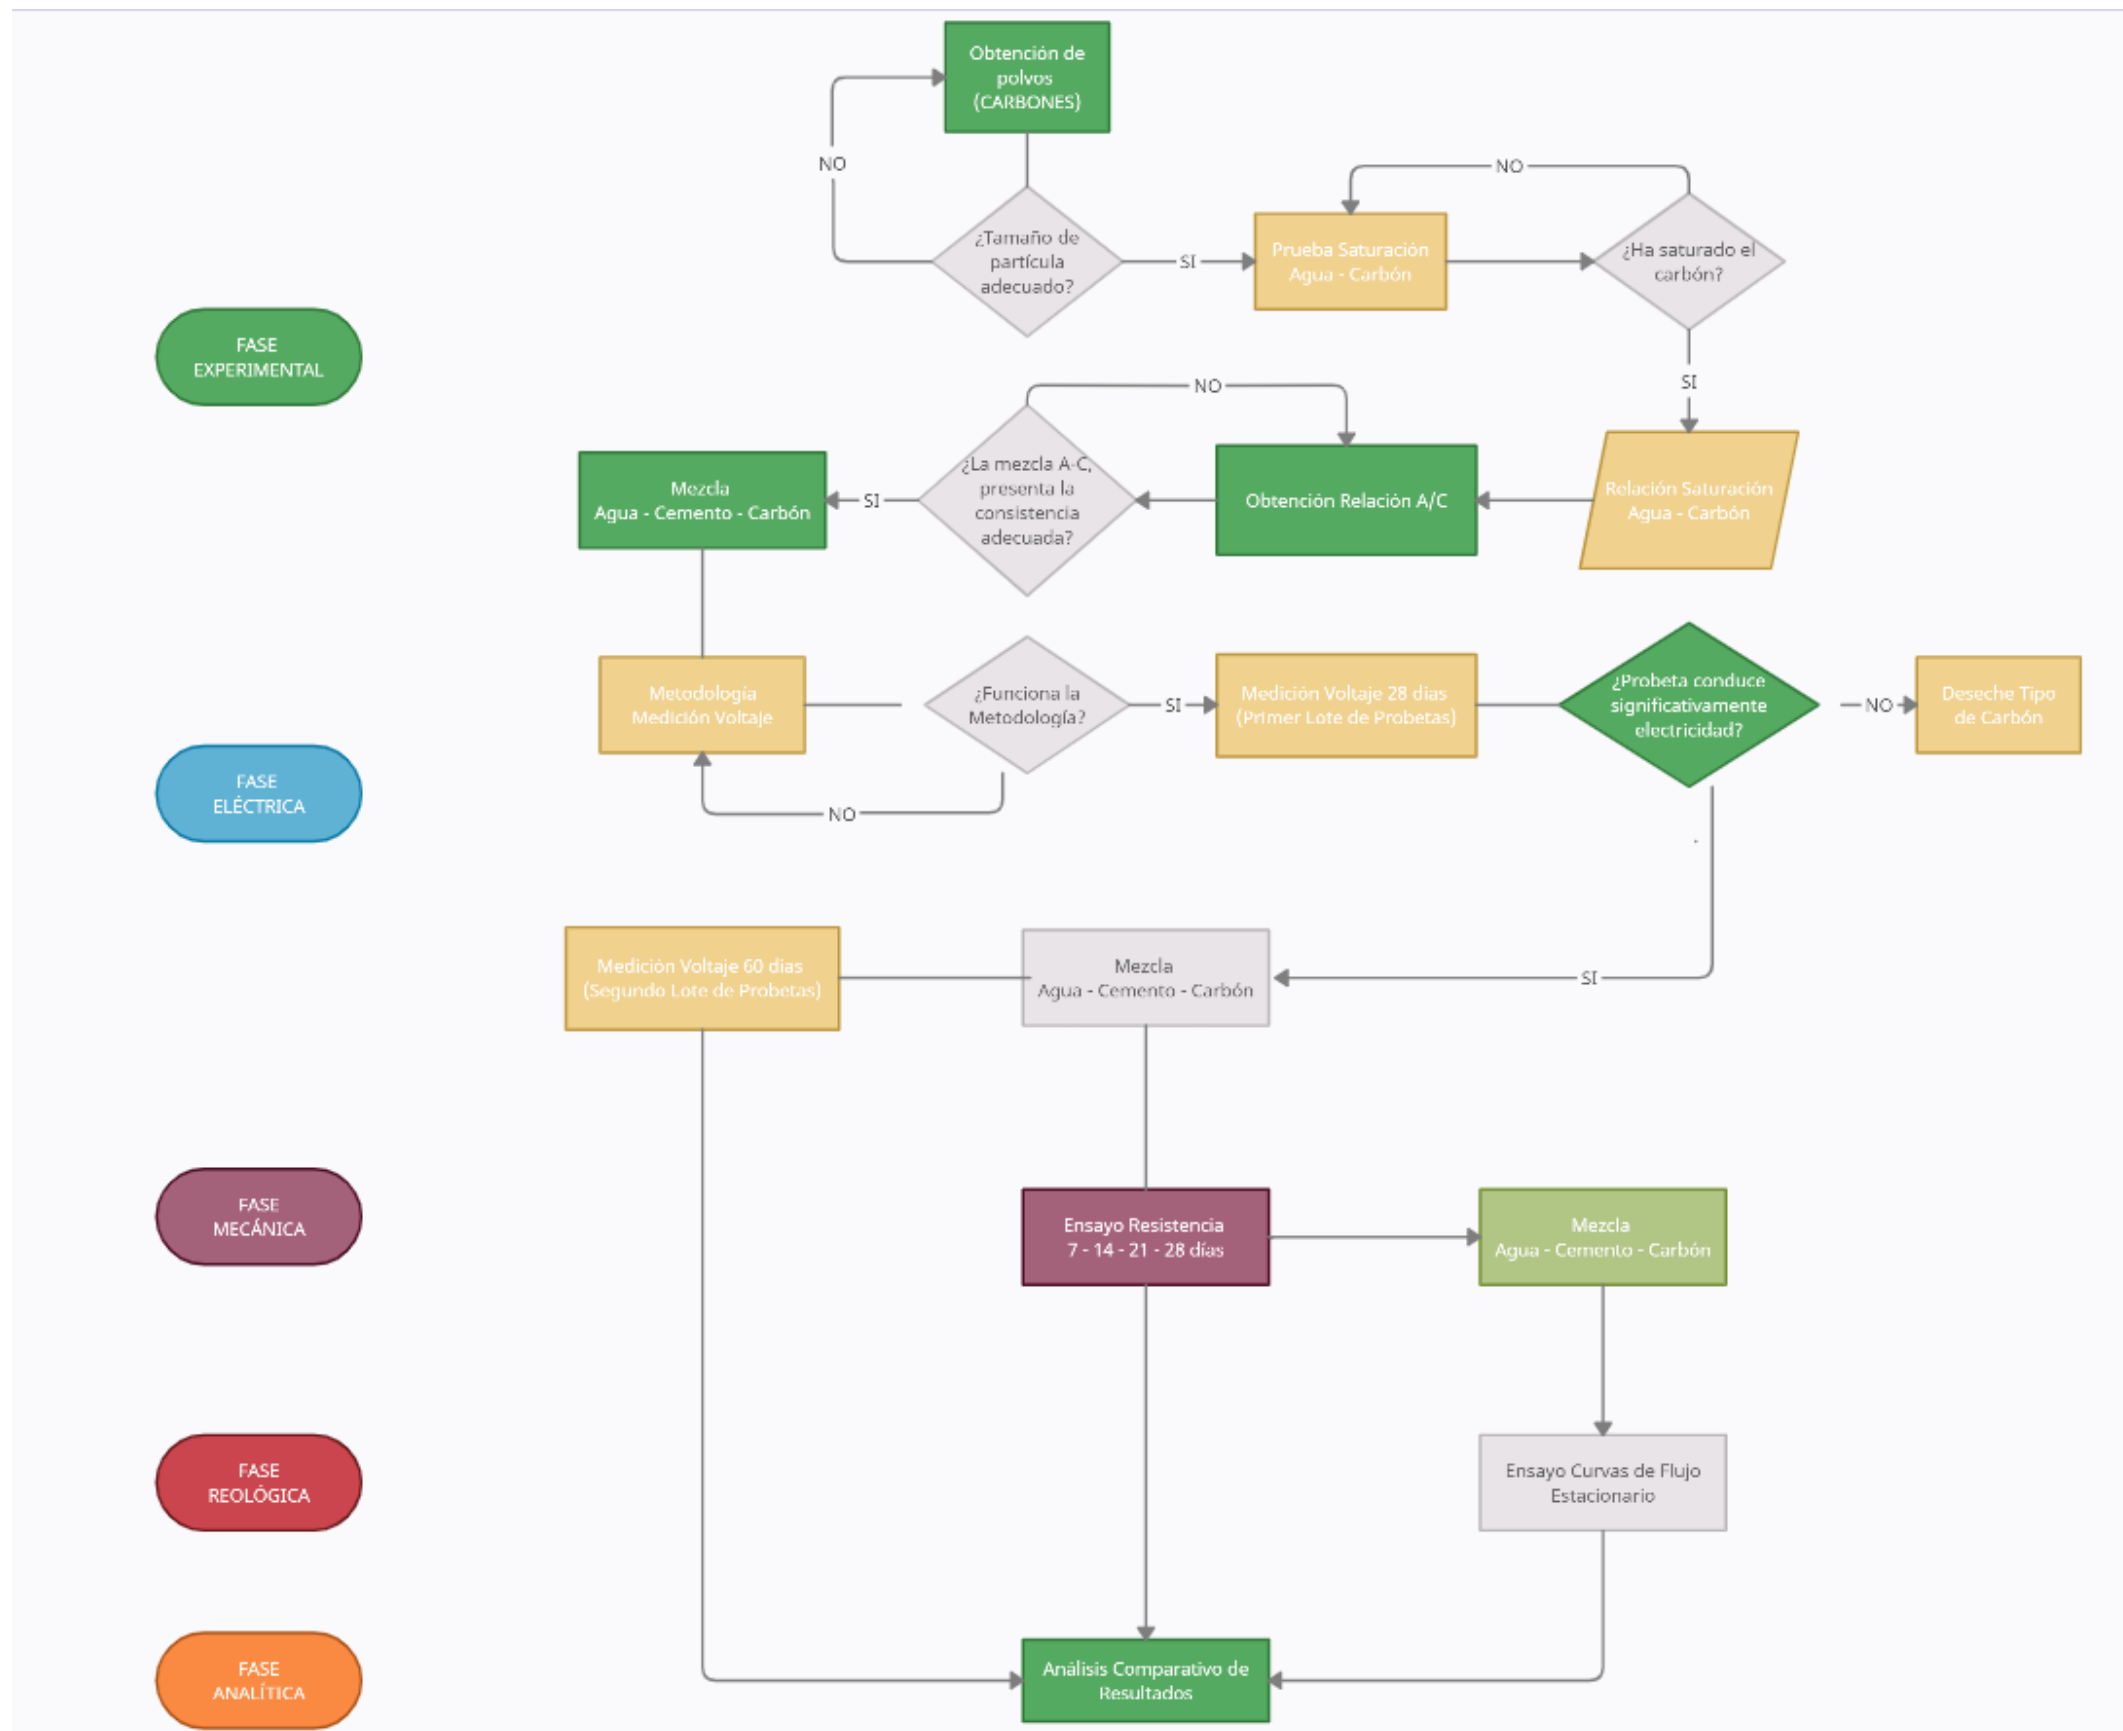 Obtención de
polvos
(CARBONES)
NO
NO
¿Tamaño de
partícula
adecuado?
SI
Prueba Saturación
Agua - Carbón
¿Ha saturado el
carbón?
FASE
EXPERIMENTAL
SI
NO
Mezcla
Agua - Cemento - Carbón
SI
¿La mezcla A-C,
presenta la
consistencia
adecuada?
Obtención Relación A/C
Relación Saturación
Agua - Carbón
Metodología
Medición Voltaje
¿Funciona la
Metodología?
SI
Medición Voltaje 28 días
(Primer Lote de Probetas)
¿Probeta conduce
significativamente
electricidad?
NO
Deseche Tipo
de Carbón
FASE
ELÉCTRICA
NO
Medición Voltaje 60 días
(Segundo Lote de Probetas)
Mezcla
Agua - Cemento - Carbón
SI
FASE
MECÁNICA
Ensayo Resistencia
7 - 14 - 21 - 28 días
Mezcla
Agua - Cemento - Carbón
FASE
REOLÓGICA
Ensayo Curvas de Flujo
Estacionario
FASE
ANALÍTICA
Análisis Comparativo de
Resultados